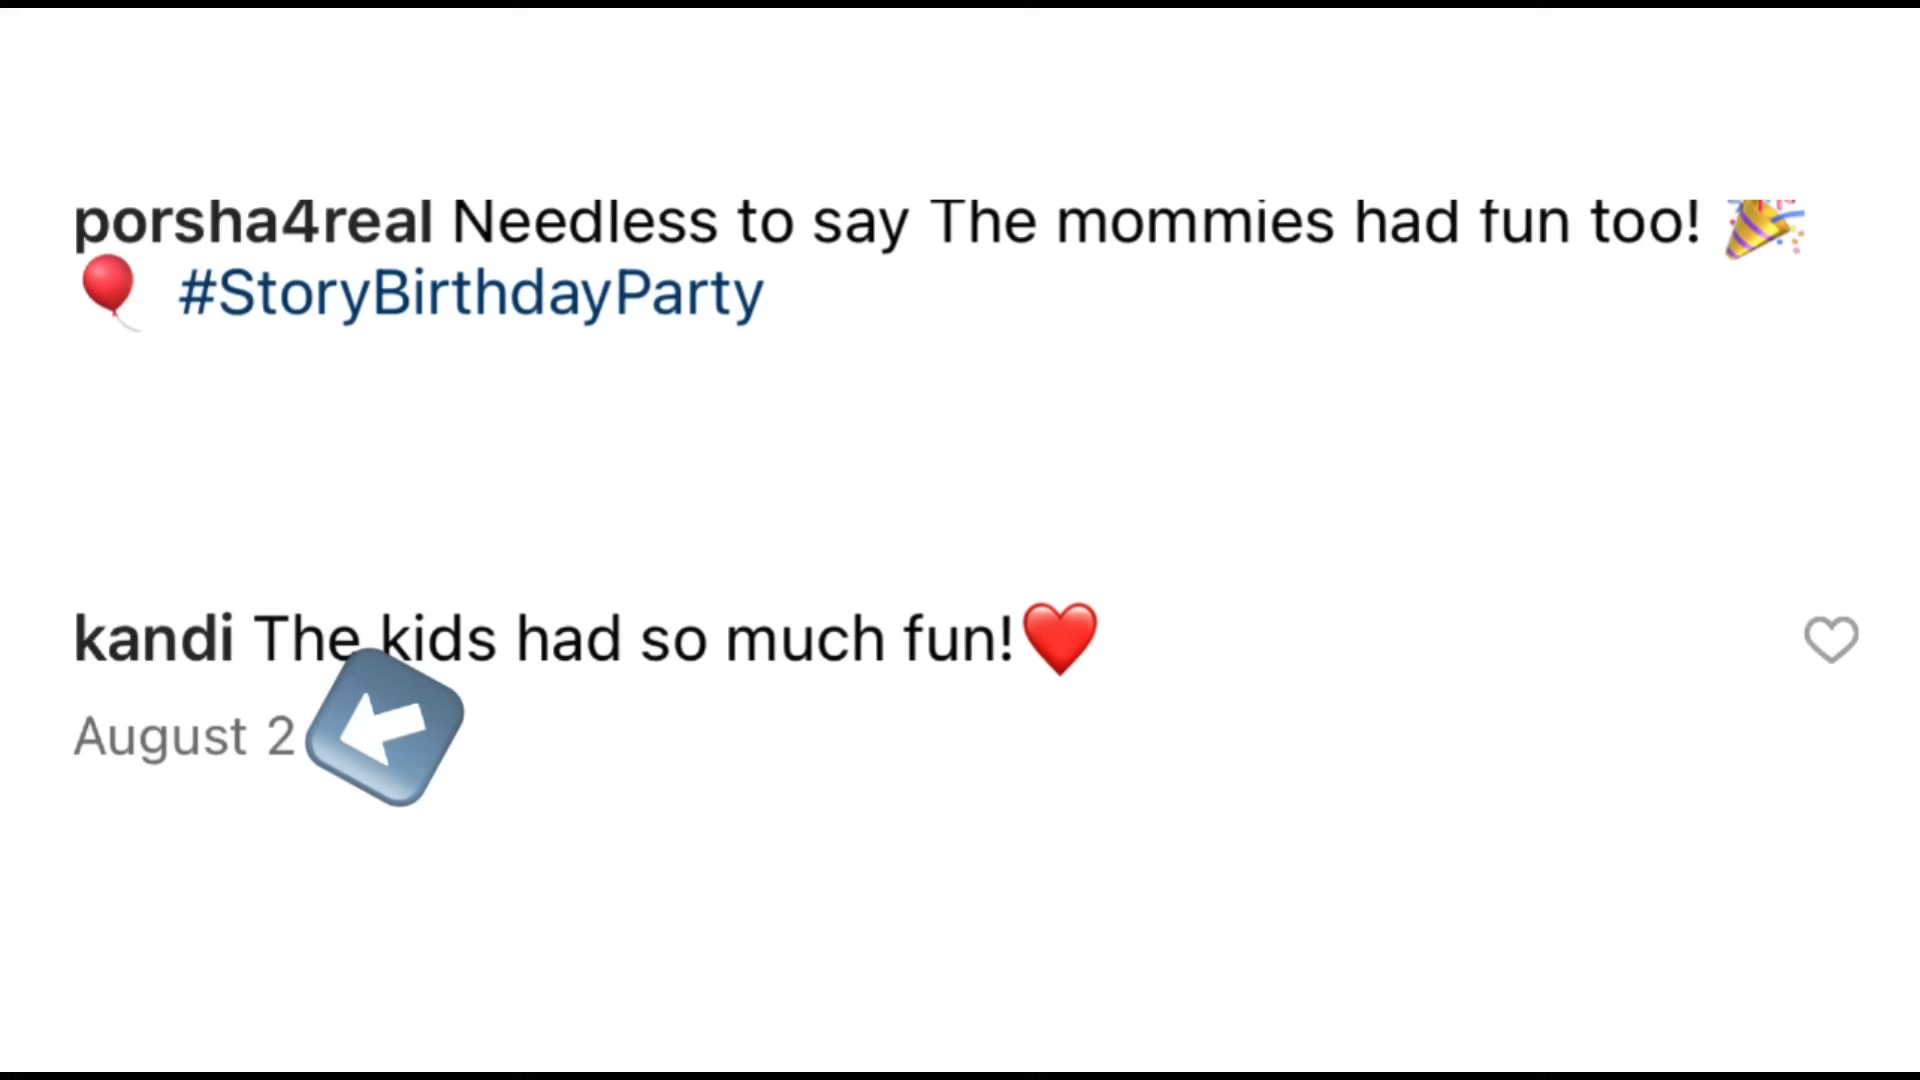 porsha4real Needless to say The mommies had fun too! 🎉
🎈 #StoryBirthdayParty
kandi The kids had so much fun!❤️
August 2